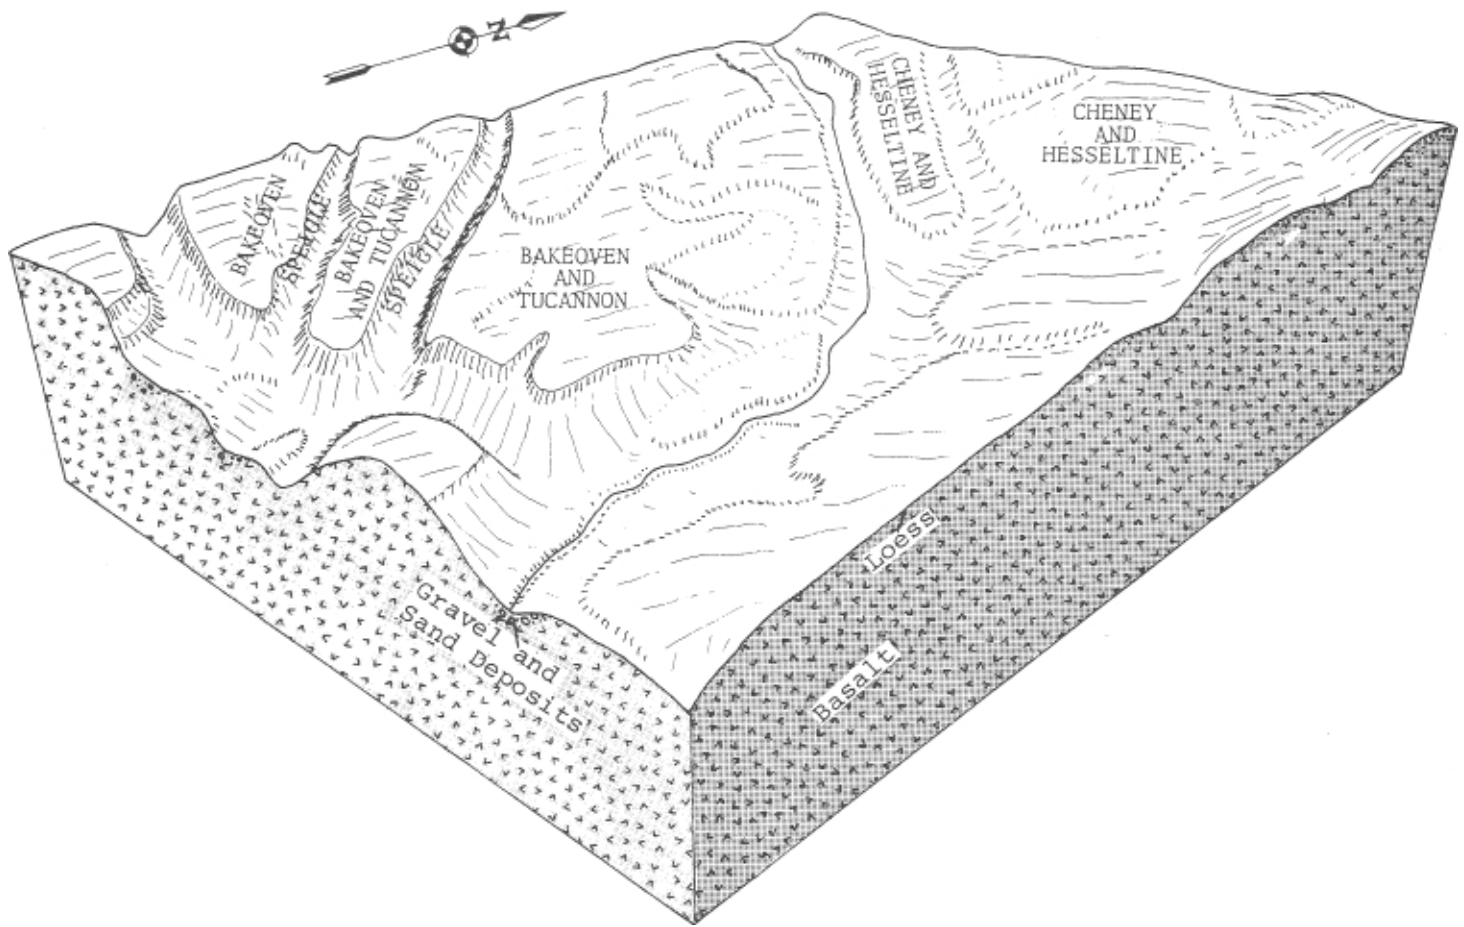 N
CHENEY AND
HESSELTINE
CHENEY
AND
HESSELTINE
BAKEOVEN
SPEIGLE
BAKEOVEN
AND TUCANNON
SPEIGLE
BAKEOVEN
AND
TUCANNON
Loess
Gravel and
Sand Deposits
Basalt